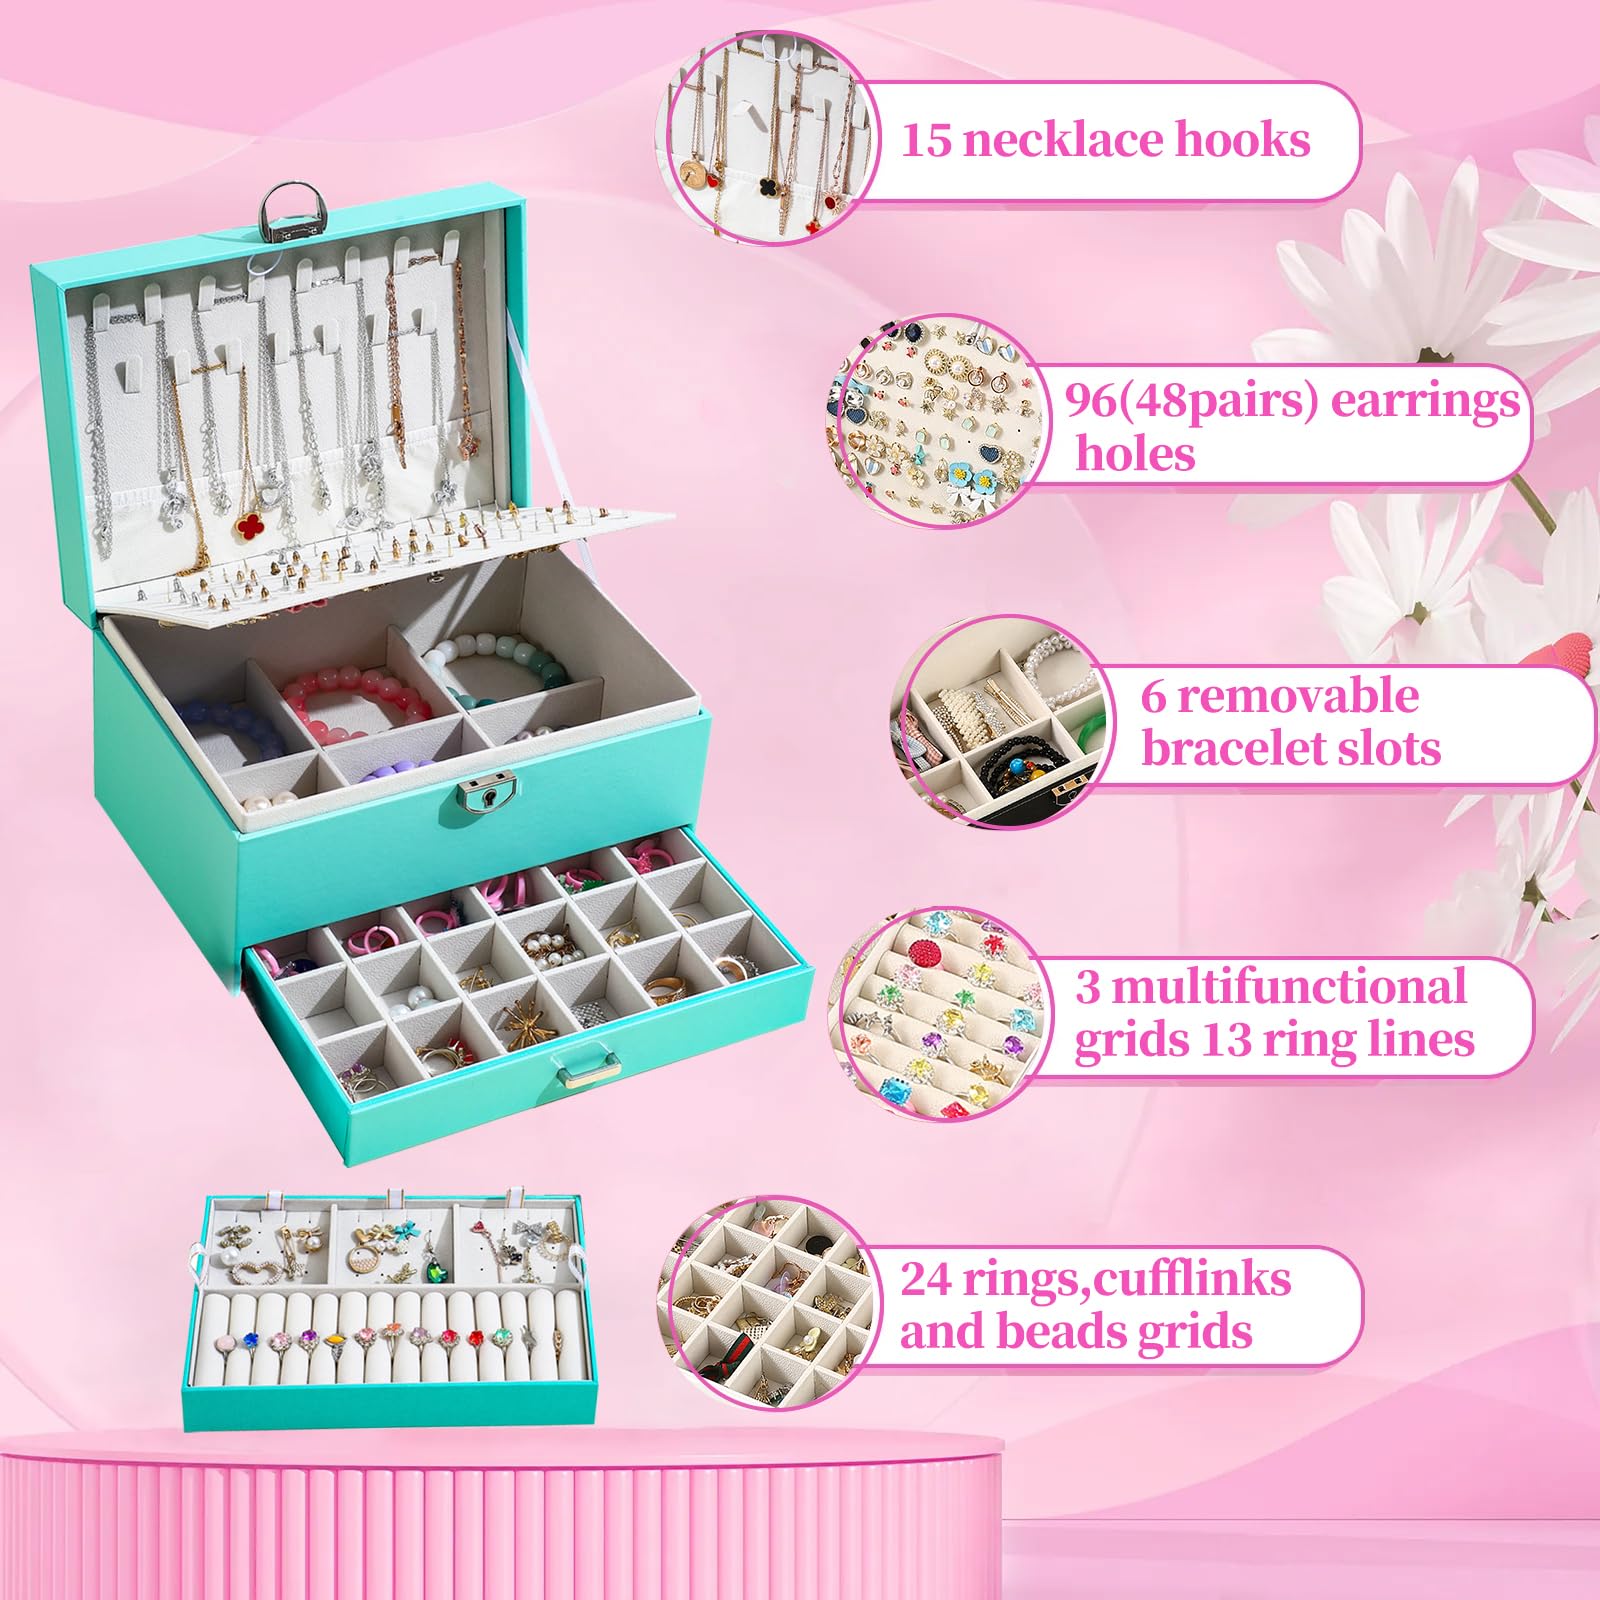 15 necklace hooks
96(48pairs) earrings
holes
6 removable
bracelet slots
3 multifunctional
grids 13 ring lines
24 rings,cufflinks
and beads grids